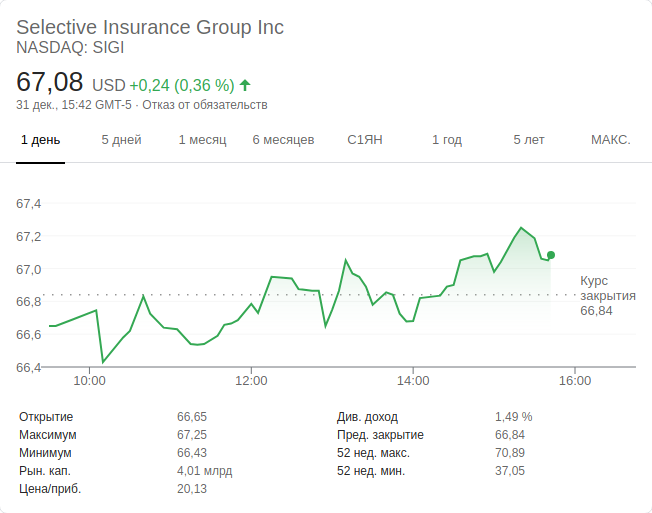 Selective Insurance Group Inc
NASDAQ: SIGI
67,08 USD +0,24 (0,36 %)
31 дек., 15:42 GMT-5 · Отказ от обязательств
1 день 5 дней 1 месяц 6 месяцев С1ЯН 1 год 5 лет МАКС.
67,4
67,2
67,0
66,8
66,6
66,4
Курс
закрытия
66,84
10:00 12:00 14:00 16:00
Открытие 66,65 Див. доход 1,49 %
Максимум 67,25 Пред. закрытие 66,84
Минимум 66,43 52 нед. макс. 70,89
Рын. кап. 4,01 млрд 52 нед. мин. 37,05
Цена/приб. 20,13